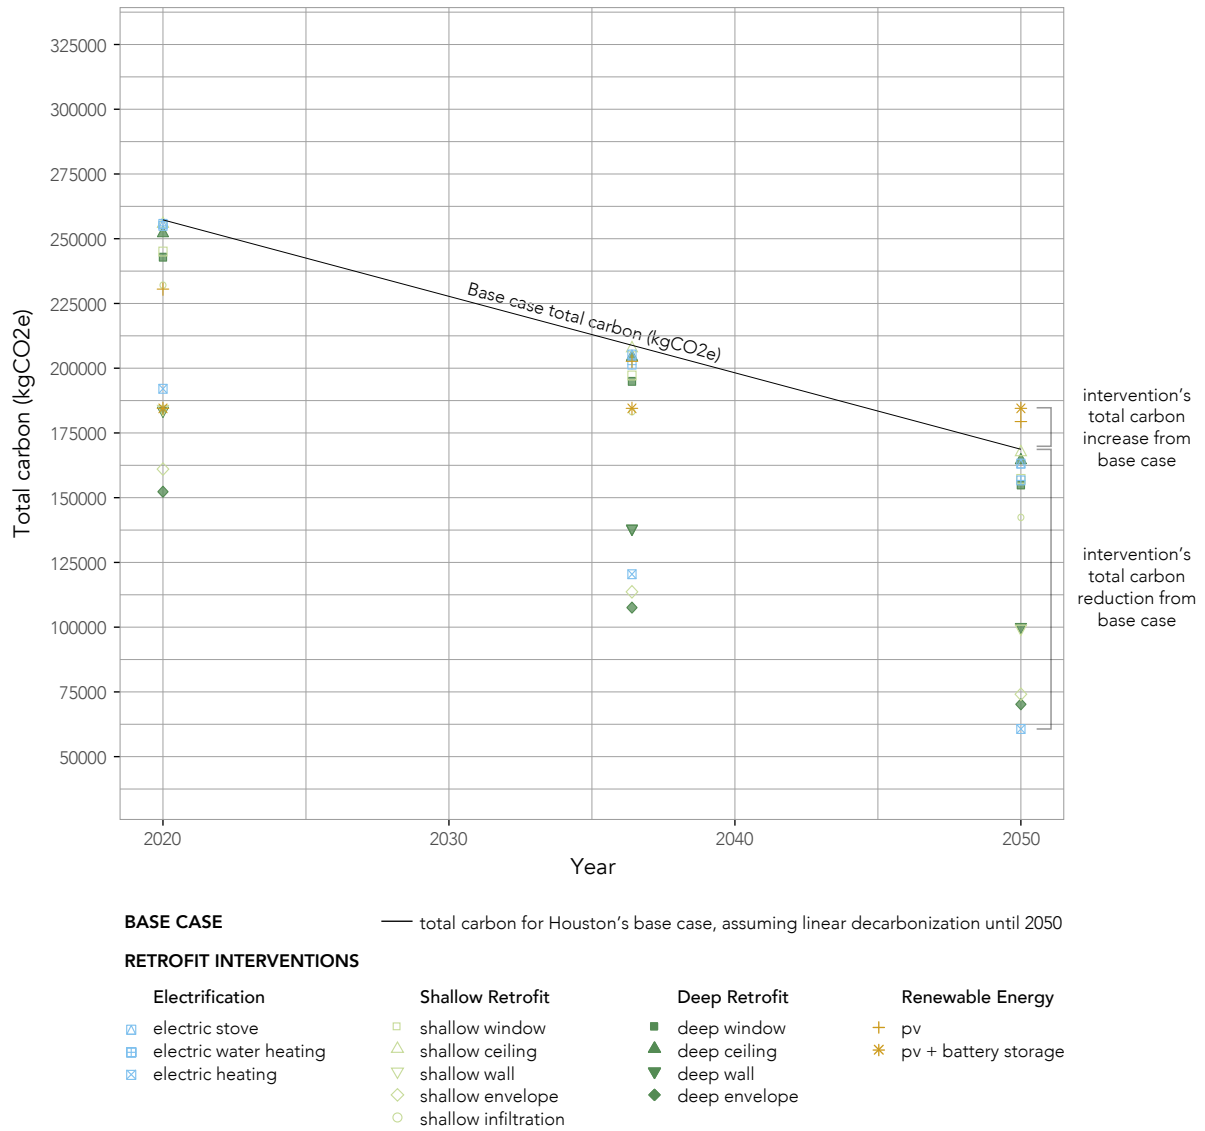 325000
300000
275000
250000
225000
200000
175000
150000
125000
100000
75000
50000
Total carbon (kgCO2e)
Base case total carbon (kgCO2e)
intervention's
total carbon
increase from
base case
intervention's
total carbon
reduction from
base case
2020
2030
2040
2050
Year
BASE CASE
total carbon for Houston's base case, assuming linear decarbonization until 2050
RETROFIT INTERVENTIONS
Electrification
electric stove
electric water heating
electric heating
Shallow Retrofit
shallow window
shallow ceiling
shallow wall
shallow envelope
shallow infiltration
Deep Retrofit
deep window
deep ceiling
deep wall
deep envelope
Renewable Energy
pv
pv + battery storage